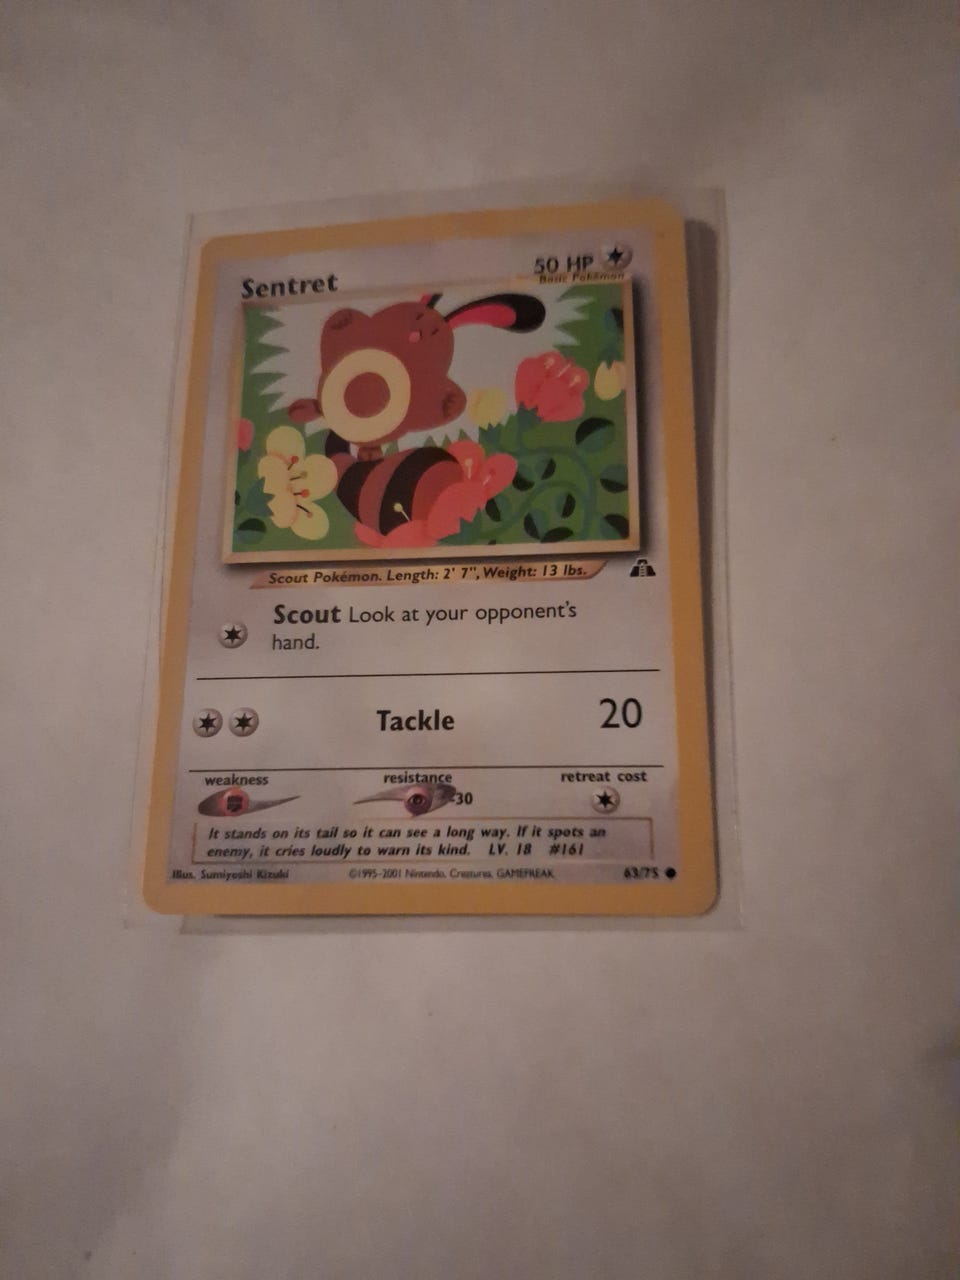 Sentret
50 HP
Basic Pokémon
Scout Pokémon. Length: 2' 7", Weight: 13 lbs.
Scout Look at your opponent's
hand.
Tackle 20
weakness resistance retreat cost
-30
It stands on its tail so it can see a long way. If it spots an
enemy, it cries loudly to warn its kind. LV. 18 #161
Illus. Sumiyoshi Kizuki ©1995-2001 Nintendo, Creatures, GAMEFREAK 63/75